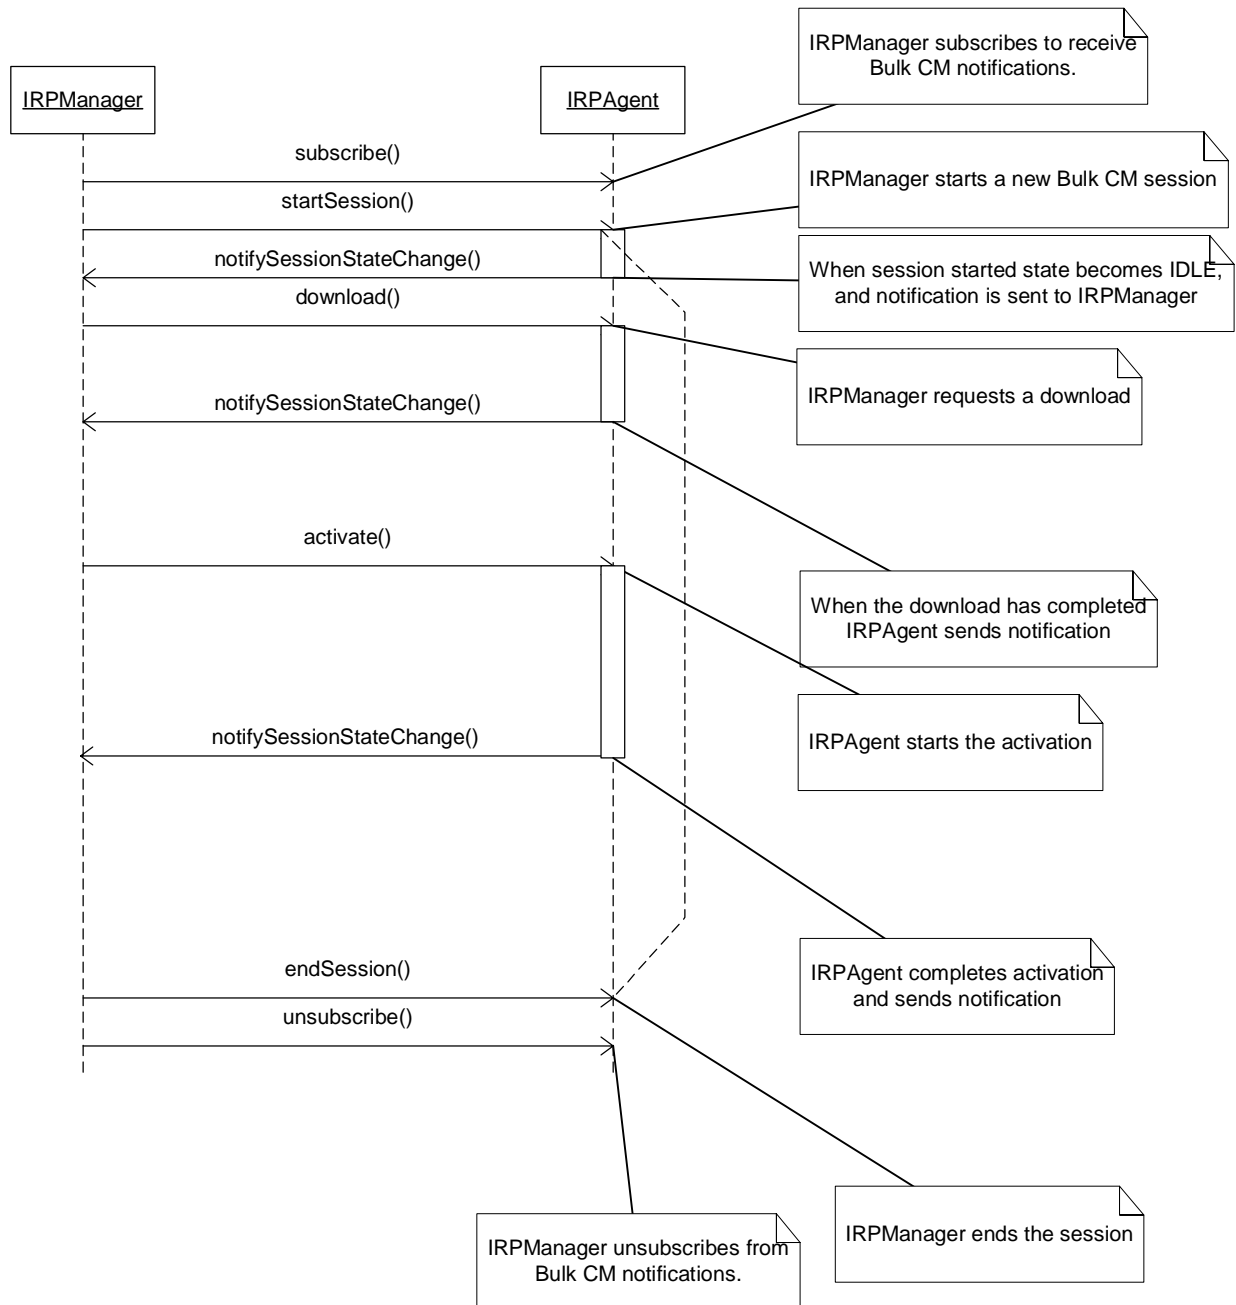 IRPManager subscribes to receive
Bulk CM notifications.
IRPManager
IRPAgent
subscribe()
IRPManager starts a new Bulk CM session
startSession()
notifySessionStateChange()
When session started state becomes IDLE,
and notification is sent to IRPManager
download()
IRPManager requests a download
notifySessionStateChange()
activate()
When the download has completed
IRPAgent sends notification
notifySessionStateChange()
IRPAgent starts the activation
endSession()
IRPAgent completes activation
and sends notification
unsubscribe()
IRPManager ends the session
IRPManager unsubscribes from
Bulk CM notifications.